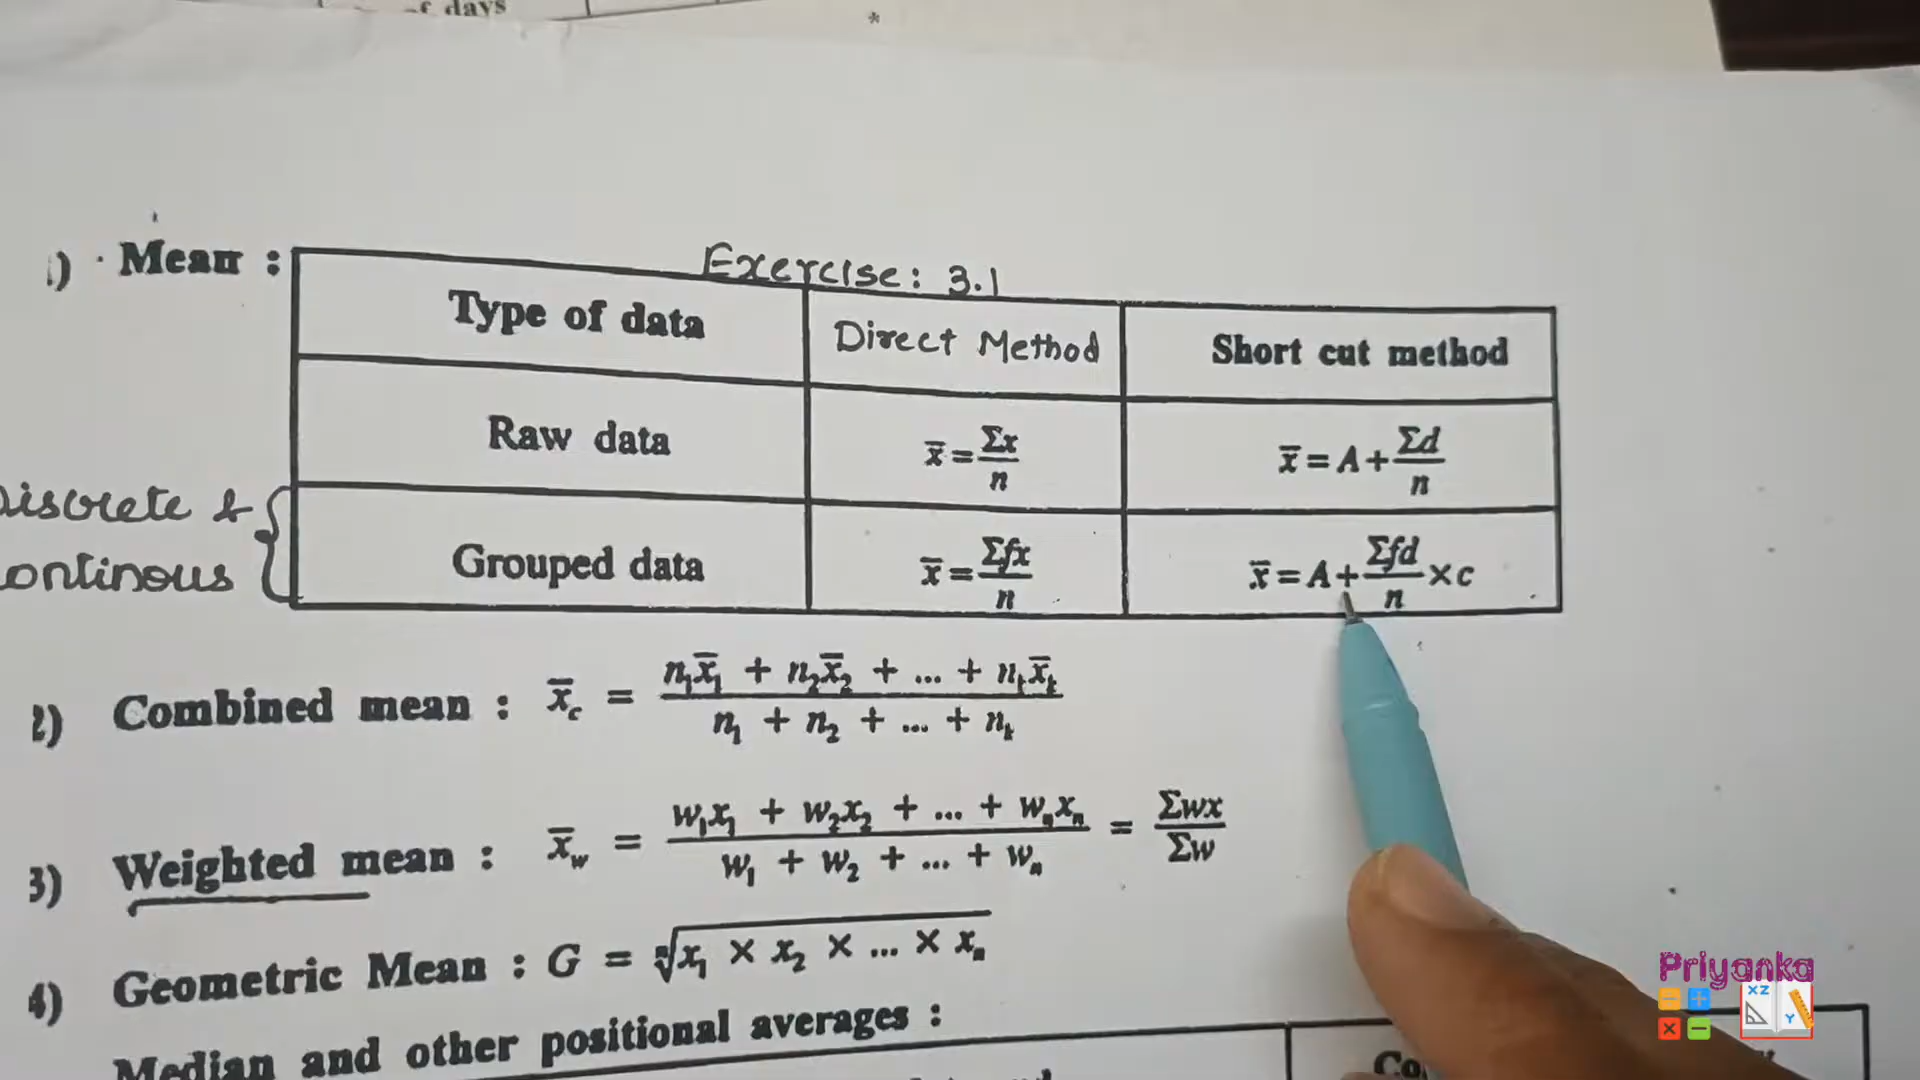 of days
*
1) Mean :
Exercise: 3.1
Type of data
Direct Method
Short cut method
Raw data
x̄ = Σx/n
x̄ = A + Σd/n
Discrete &
continous
Grouped data
x̄ = Σfx/n
x̄ = A + Σfd/n × c
2) Combined mean : x̄c = (n₁x̄₁ + n₂x̄₂ + ... + nₖx̄ₖ)/(n₁ + n₂ + ... + nₖ)
3) Weighted mean : x̄w = (w₁x₁ + w₂x₂ + ... + wₙxₙ)/(w₁ + w₂ + ... + wₙ) = Σwx/Σw
4) Geometric Mean : G = ⁿ√(x₁ × x₂ × ... × xₙ)
Median and other positional averages :
Priyanka
XZ
Y